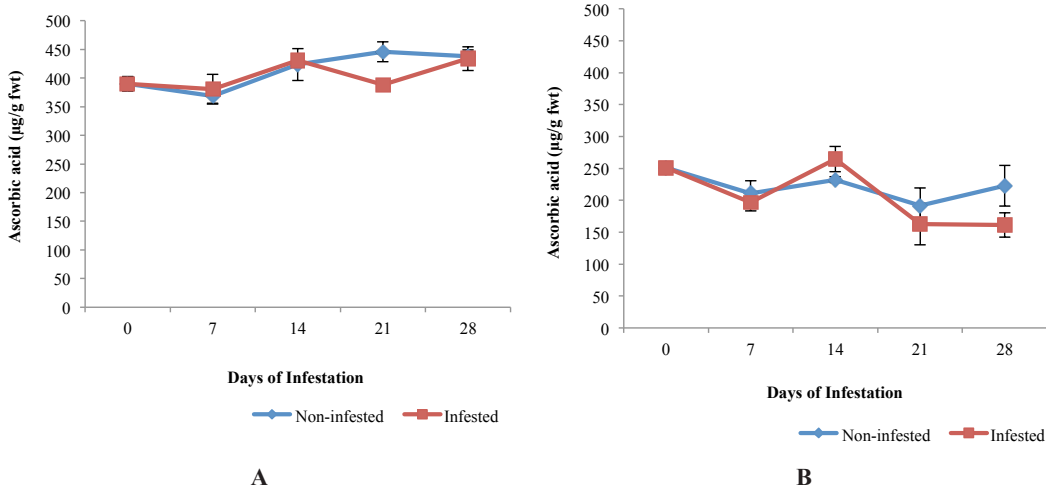 500
450
400
350
300
250
200
150
100
50
0
Ascorbic acid (µg/g fwt)
0 7 14 21 28
Days of Infestation
Non-infested Infested
A
500
450
400
350
300
250
200
150
100
50
0
Ascorbic acid (µg/g fwt)
0 7 14 21 28
Days of Infestation
Non-infested Infested
B